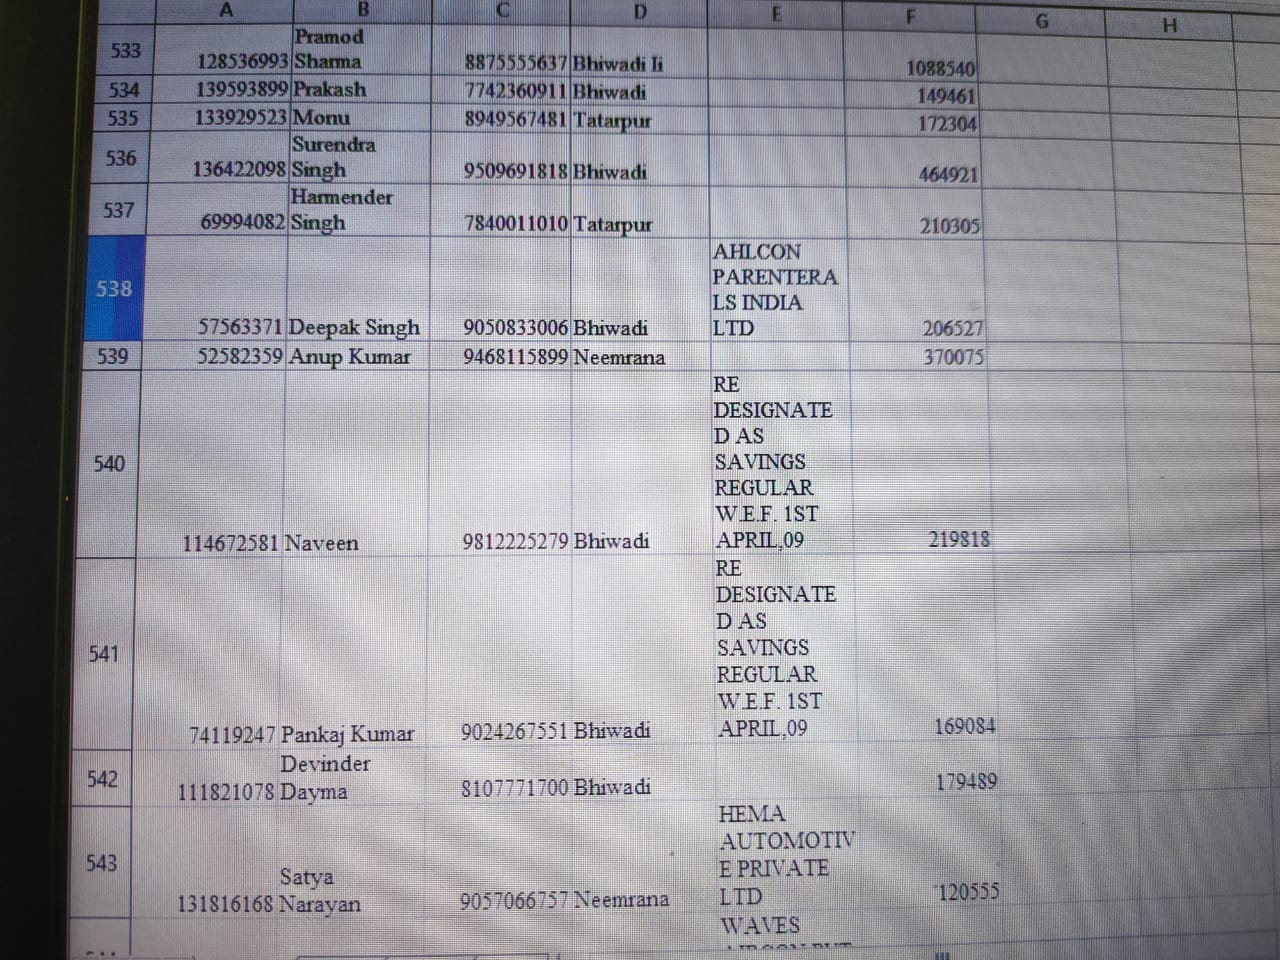 A B C D E F G H
533 128536993 Pramod Sharma 8875555637 Bhiwadi Ii 1088540
534 139593899 Prakash 7742360911 Bhiwadi 149461
535 133929523 Monu 8949567481 Tatarpur 172304
536 136422098 Surendra Singh 9509691818 Bhiwadi 464921
537 69994082 Harmender Singh 7840011010 Tatarpur 210305
538 57563371 Deepak Singh 9050833006 Bhiwadi AHLCON PARENTERA LS INDIA LTD 206527
539 52582359 Anup Kumar 9468115899 Neemrana 370075
540 114672581 Naveen 9812225279 Bhiwadi RE DESIGNATE D AS SAVINGS REGULAR W.E.F. 1ST APRIL,09 219818
541 74119247 Pankaj Kumar 9024267551 Bhiwadi RE DESIGNATE D AS SAVINGS REGULAR W.E.F. 1ST APRIL,09 169084
542 111821078 Devinder Dayma 8107771700 Bhiwadi 179489
543 131816168 Satya Narayan 9057066757 Neemrana HEMA AUTOMOTIV E PRIVATE LTD 120555
WAVES